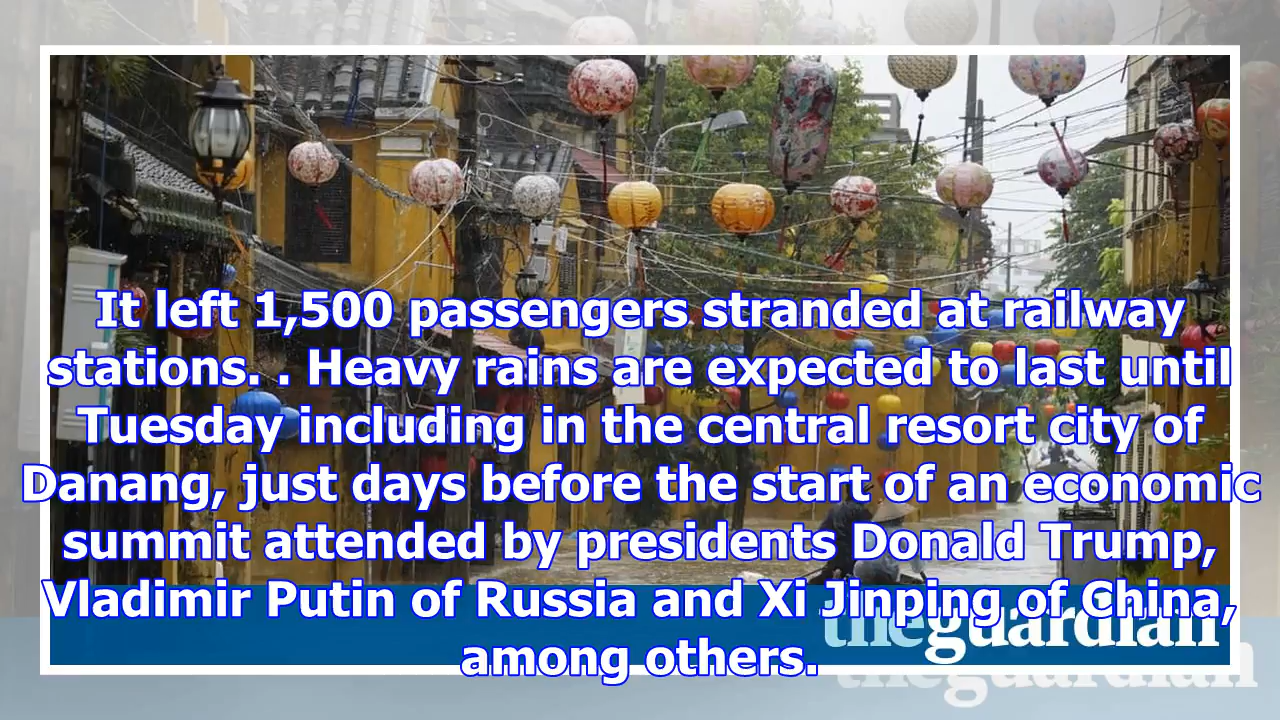 It left 1,500 passengers stranded at railway
stations. . Heavy rains are expected to last until
Tuesday including in the central resort city of
Danang, just days before the start of an economic
summit attended by presidents Donald Trump,
Vladimir Putin of Russia and Xi Jinping of China,
among others.
theguardian
theguardian